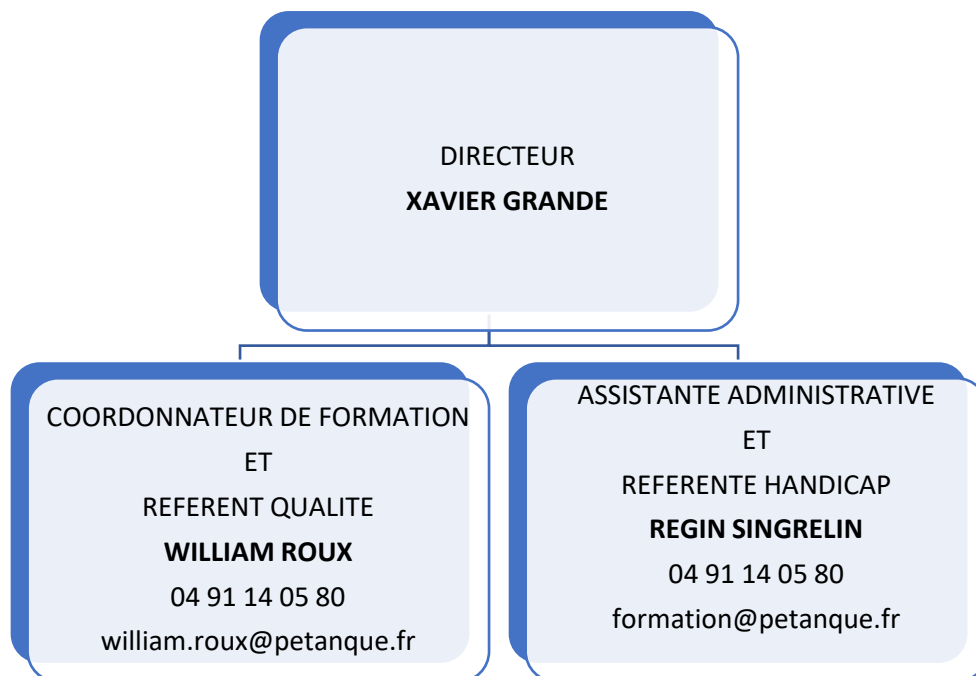 DIRECTEUR
XAVIER GRANDE
COORDONNATEUR DE FORMATION
ET
REFERENT QUALITE
WILLIAM ROUX
04 91 14 05 80
william.roux@petanque.fr
ASSISTANTE ADMINISTRATIVE
ET
REFERENTE HANDICAP
REGIN SINGRELIN
04 91 14 05 80
formation@petanque.fr